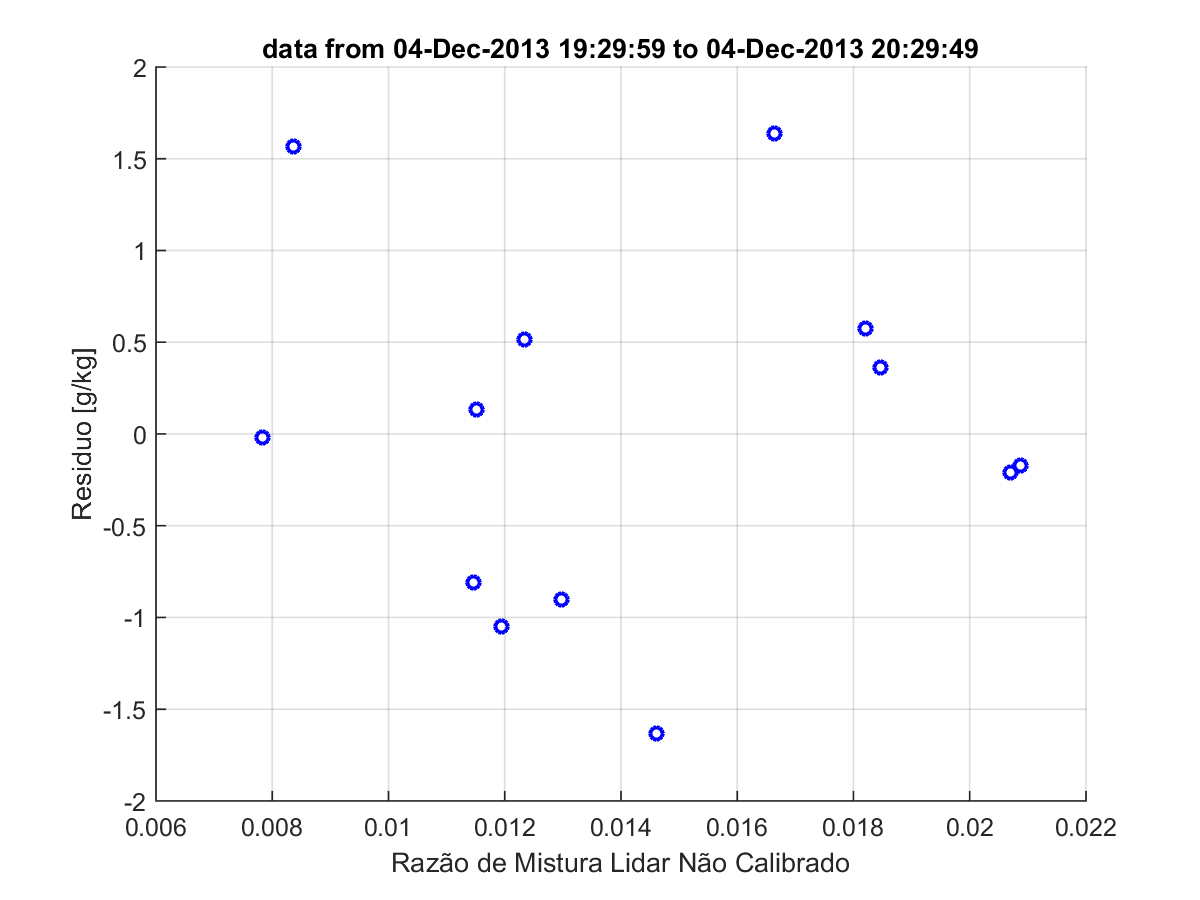 data from 04-Dec-2013 19:29:59 to 04-Dec-2013 20:29:49
2
1.5
1
0.5
0
-0.5
-1
-1.5
-2
Residuo [g/kg]
0.006 0.008 0.01 0.012 0.014 0.016 0.018 0.02 0.022
Razão de Mistura Lidar Não Calibrado